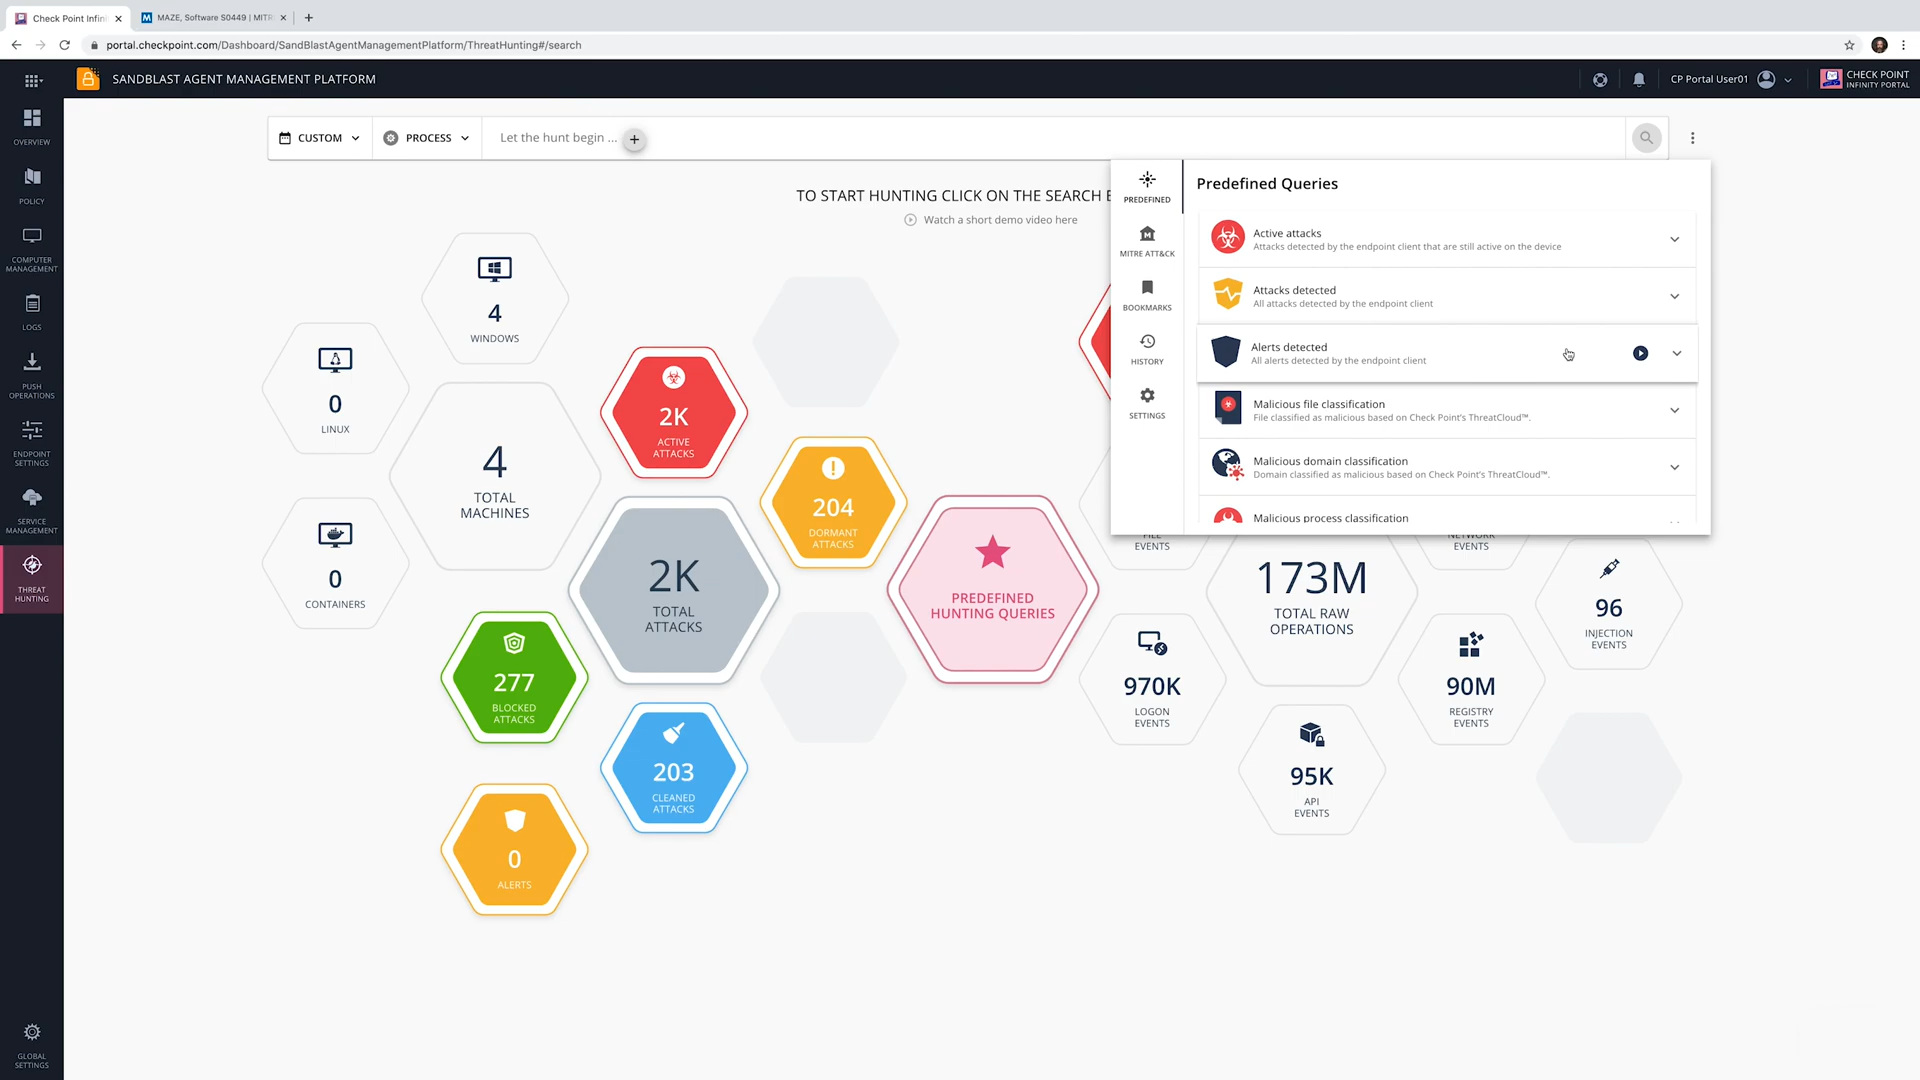 Check Point Infini
MAZE, Software S0449 | MITR
portal.checkpoint.com/Dashboard/SandBlastAgentManagementPlatform/ThreatHunting#/search
SANDBLAST AGENT MANAGEMENT PLATFORM
CP Portal User01
CHECK POINT
INFINITY PORTAL
OVERVIEW
POLICY
COMPUTER
MANAGEMENT
LOGS
PUSH
OPERATIONS
ENDPOINT
SETTINGS
SERVICE
MANAGEMENT
THREAT
HUNTING
GLOBAL
SETTINGS
CUSTOM
PROCESS
Let the hunt begin ...
TO START HUNTING CLICK ON THE SEARCH
Watch a short demo video here
4
WINDOWS
0
LINUX
4
TOTAL
MACHINES
0
CONTAINERS
2K
ACTIVE
ATTACKS
204
DORMANT
ATTACKS
2K
TOTAL
ATTACKS
277
BLOCKED
ATTACKS
203
CLEANED
ATTACKS
0
ALERTS
PREDEFINED
HUNTING QUERIES
PREDEFINED
MITRE ATT&CK
BOOKMARKS
HISTORY
SETTINGS
Predefined Queries
Active attacks
Attacks detected by the endpoint client that are still active on the device
Attacks detected
All attacks detected by the endpoint client
Alerts detected
All alerts detected by the endpoint client
Malicious file classification
File classified as malicious based on Check Point's ThreatCloud™.
Malicious domain classification
Domain classified as malicious based on Check Point's ThreatCloud™.
Malicious process classification
FILE
EVENTS
NETWORK
EVENTS
173M
TOTAL RAW
OPERATIONS
96
INJECTION
EVENTS
970K
LOGON
EVENTS
90M
REGISTRY
EVENTS
95K
API
EVENTS